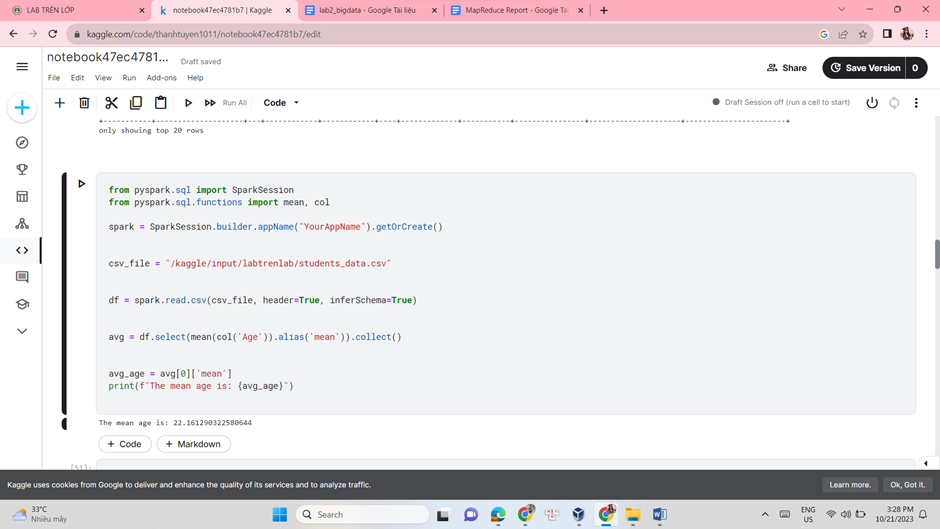 LAB TRÊN LỚP
notebook47ec4781b7 | Kaggle
lab2_bigdata - Google Tài liệu
MapReduce Report - Google Tài
kaggle.com/code/thanhtuyen1011/notebook47ec4781b7/edit
notebook47ec4781...
Draft saved
File Edit View Run Add-ons Help
Share
Save Version 0
Run All
Code
Draft Session off (run a cell to start)
only showing top 20 rows
from pyspark.sql import SparkSession
from pyspark.sql.functions import mean, col
spark = SparkSession.builder.appName("YourAppName").getOrCreate()
csv_file = "/kaggle/input/labtrenlab/students_data.csv"
df = spark.read.csv(csv_file, header=True, inferSchema=True)
avg = df.select(mean(col('Age')).alias('mean')).collect()
avg_age = avg[0]['mean']
print(f"The mean age is: {avg_age}")
The mean age is: 22.161290322580644
+ Code
+ Markdown
[51]:
Kaggle uses cookies from Google to deliver and enhance the quality of its services and to analyze traffic.
Learn more.
Ok, Got it.
33°C
Nhiều mây
Search
ENG
US
3:28 PM
10/21/2023